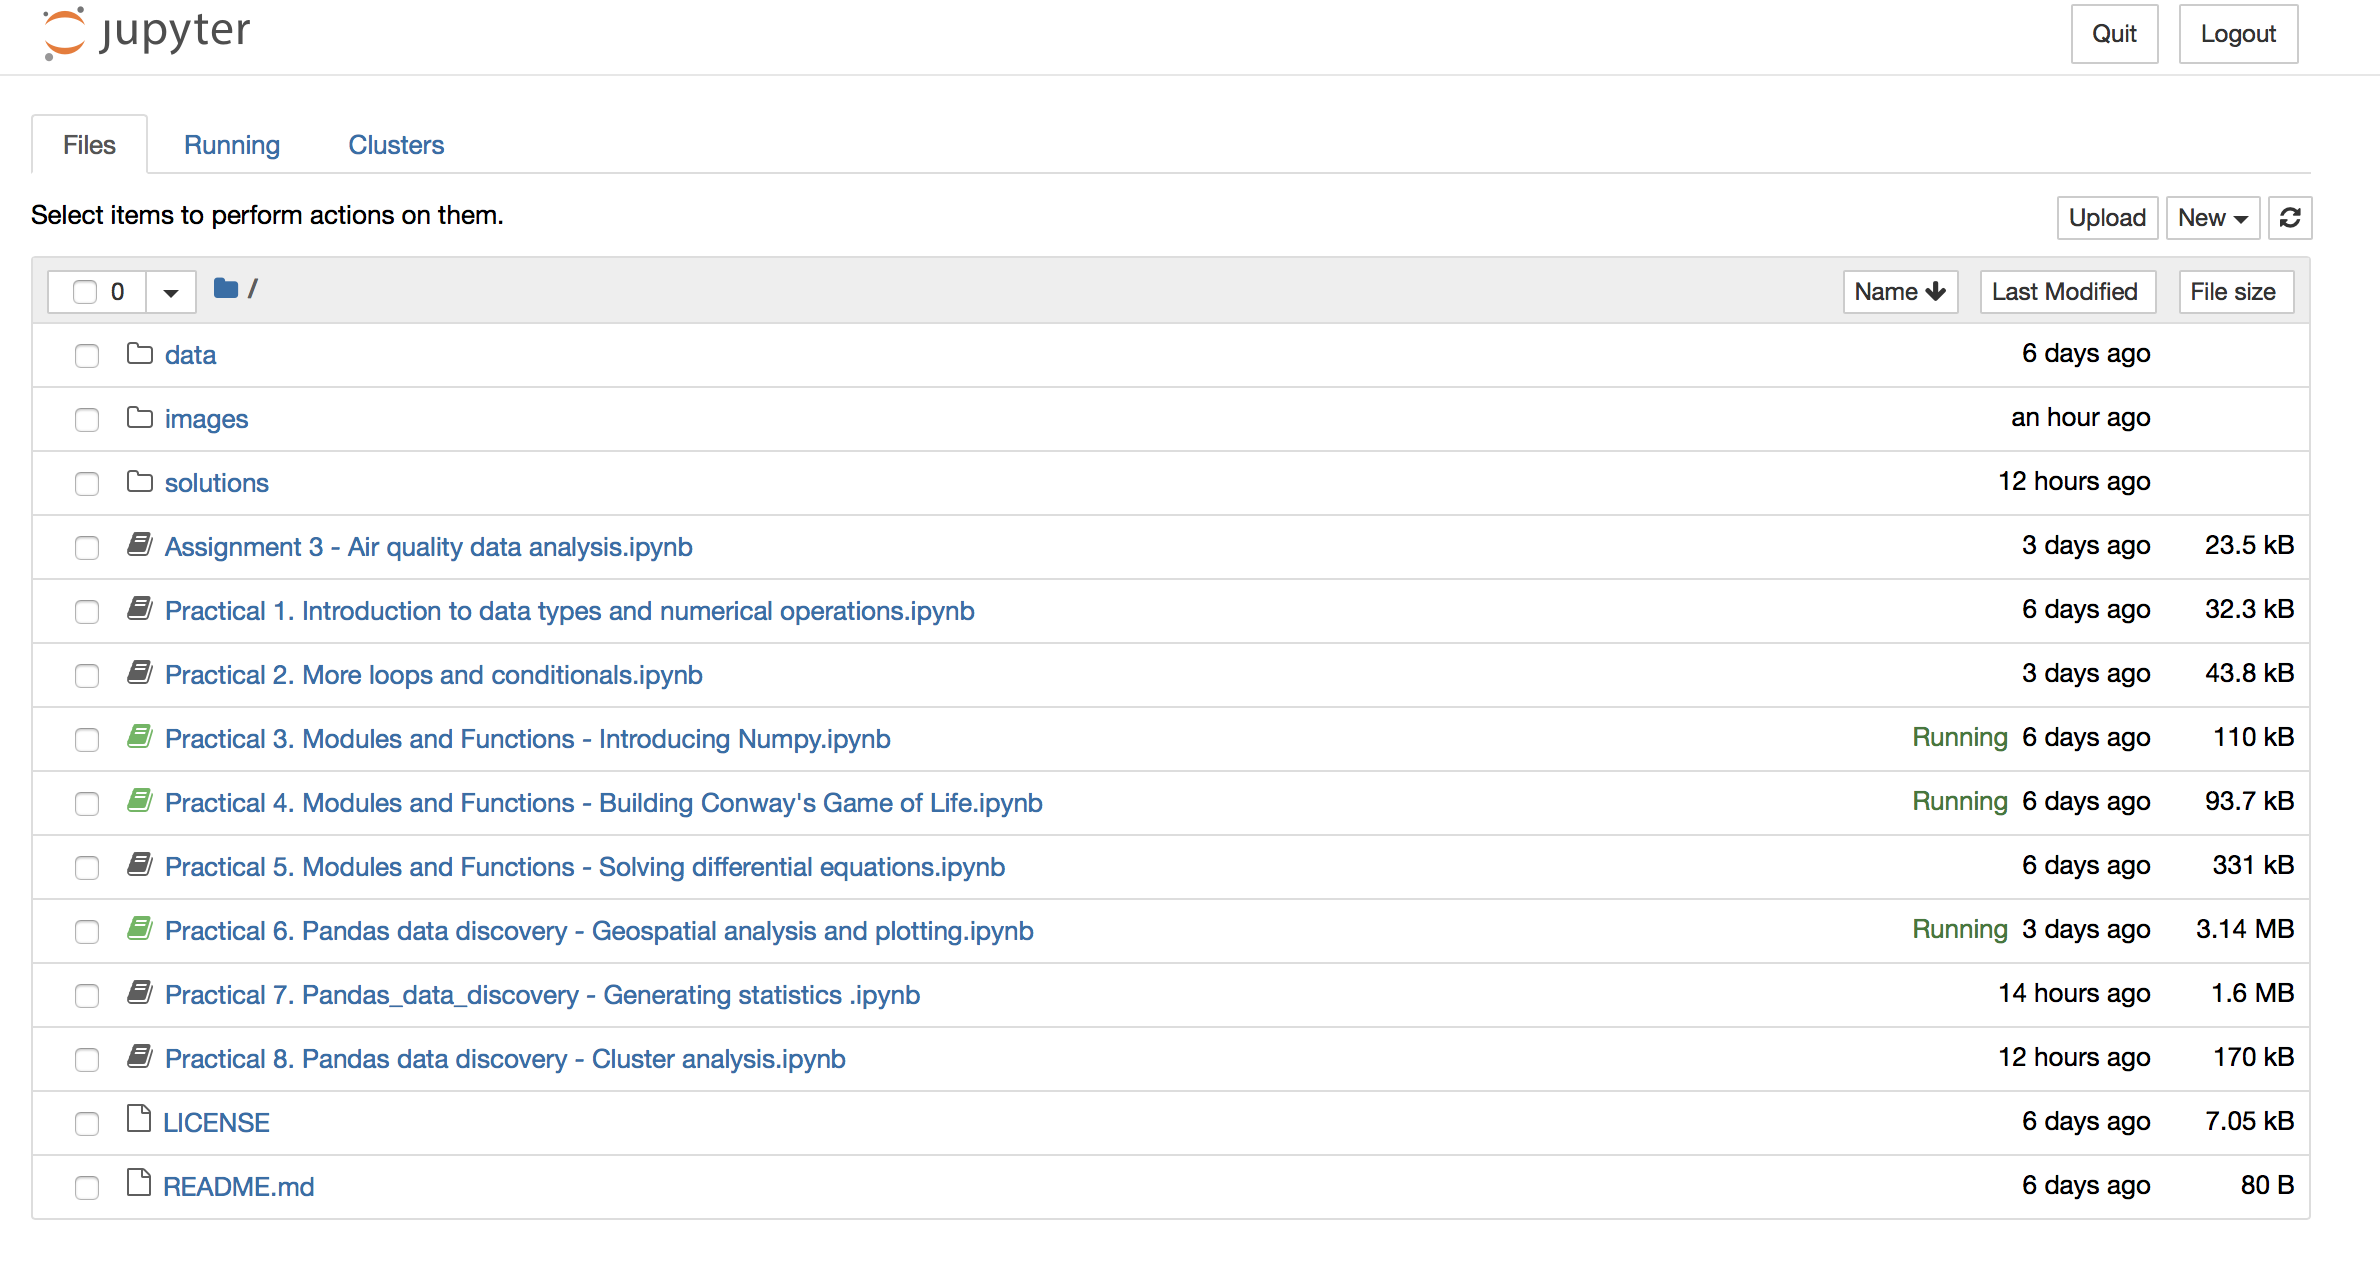 jupyter
Quit Logout
Files Running Clusters
Select items to perform actions on them.
Upload New
0 / Name Last Modified File size
data 6 days ago
images an hour ago
solutions 12 hours ago
Assignment 3 - Air quality data analysis.ipynb 3 days ago 23.5 kB
Practical 1. Introduction to data types and numerical operations.ipynb 6 days ago 32.3 kB
Practical 2. More loops and conditionals.ipynb 3 days ago 43.8 kB
Practical 3. Modules and Functions - Introducing Numpy.ipynb Running 6 days ago 110 kB
Practical 4. Modules and Functions - Building Conway's Game of Life.ipynb Running 6 days ago 93.7 kB
Practical 5. Modules and Functions - Solving differential equations.ipynb 6 days ago 331 kB
Practical 6. Pandas data discovery - Geospatial analysis and plotting.ipynb Running 3 days ago 3.14 MB
Practical 7. Pandas_data_discovery - Generating statistics .ipynb 14 hours ago 1.6 MB
Practical 8. Pandas data discovery - Cluster analysis.ipynb 12 hours ago 170 kB
LICENSE 6 days ago 7.05 kB
README.md 6 days ago 80 B